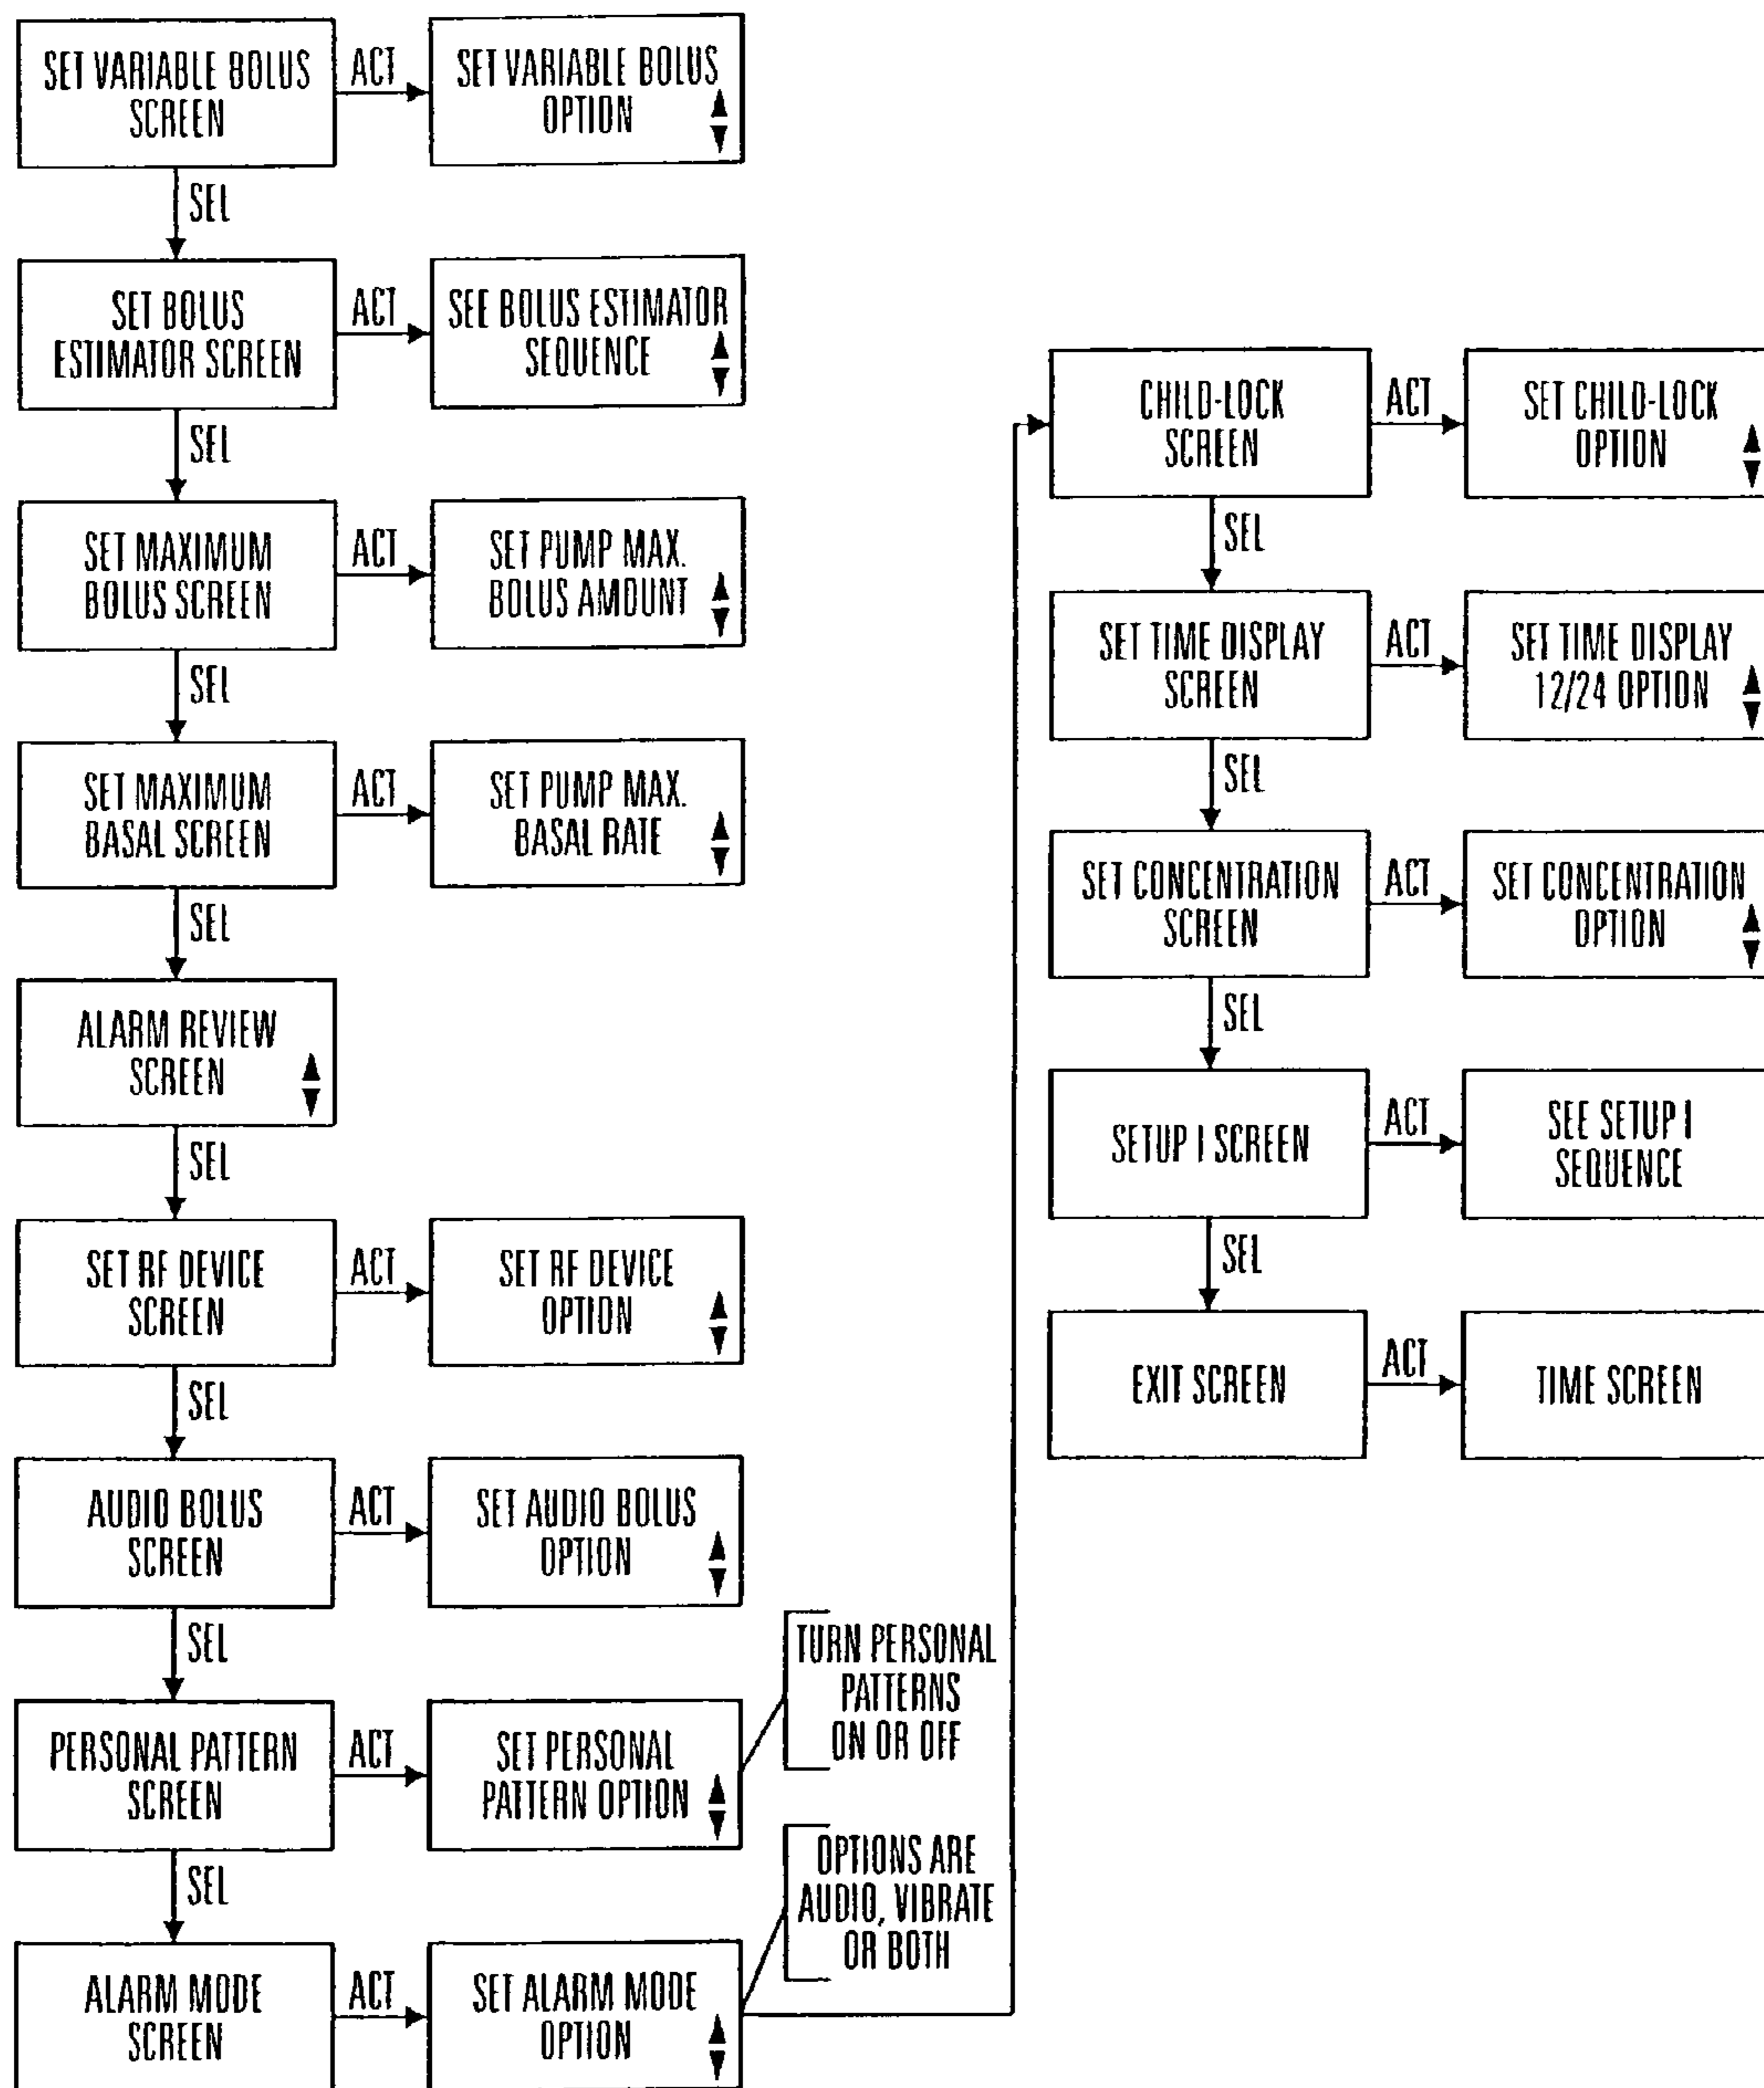 SET VARIABLE BOLUS
SCREEN
ACT
SET VARIABLE BOLUS
OPTION
SEL
SET BOLUS
ESTIMATOR SCREEN
ACT
SEE BOLUS ESTIMATOR
SEQUENCE
SEL
SET MAXIMUM
BOLUS SCREEN
ACT
SET PUMP MAX.
BOLUS AMOUNT
SEL
SET MAXIMUM
BASAL SCREEN
ACT
SET PUMP MAX.
BASAL RATE
SEL
ALARM REVIEW
SCREEN
SEL
SET RF DEVICE
SCREEN
ACT
SET RF DEVICE
OPTION
SEL
AUDIO BOLUS
SCREEN
ACT
SET AUDIO BOLUS
OPTION
SEL
PERSONAL PATTERN
SCREEN
ACT
SET PERSONAL
PATTERN OPTION
TURN PERSONAL
PATTERNS
ON OR OFF
SEL
ALARM MODE
SCREEN
ACT
SET ALARM MODE
OPTION
OPTIONS ARE
AUDIO, VIBRATE
OR BOTH
CHILD-LOCK
SCREEN
ACT
SET CHILD-LOCK
OPTION
SEL
SET TIME DISPLAY
SCREEN
ACT
SET TIME DISPLAY
12/24 OPTION
SEL
SET CONCENTRATION
SCREEN
ACT
SET CONCENTRATION
OPTION
SEL
SETUP I SCREEN
ACT
SEE SETUP I
SEQUENCE
SEL
EXIT SCREEN
ACT
TIME SCREEN